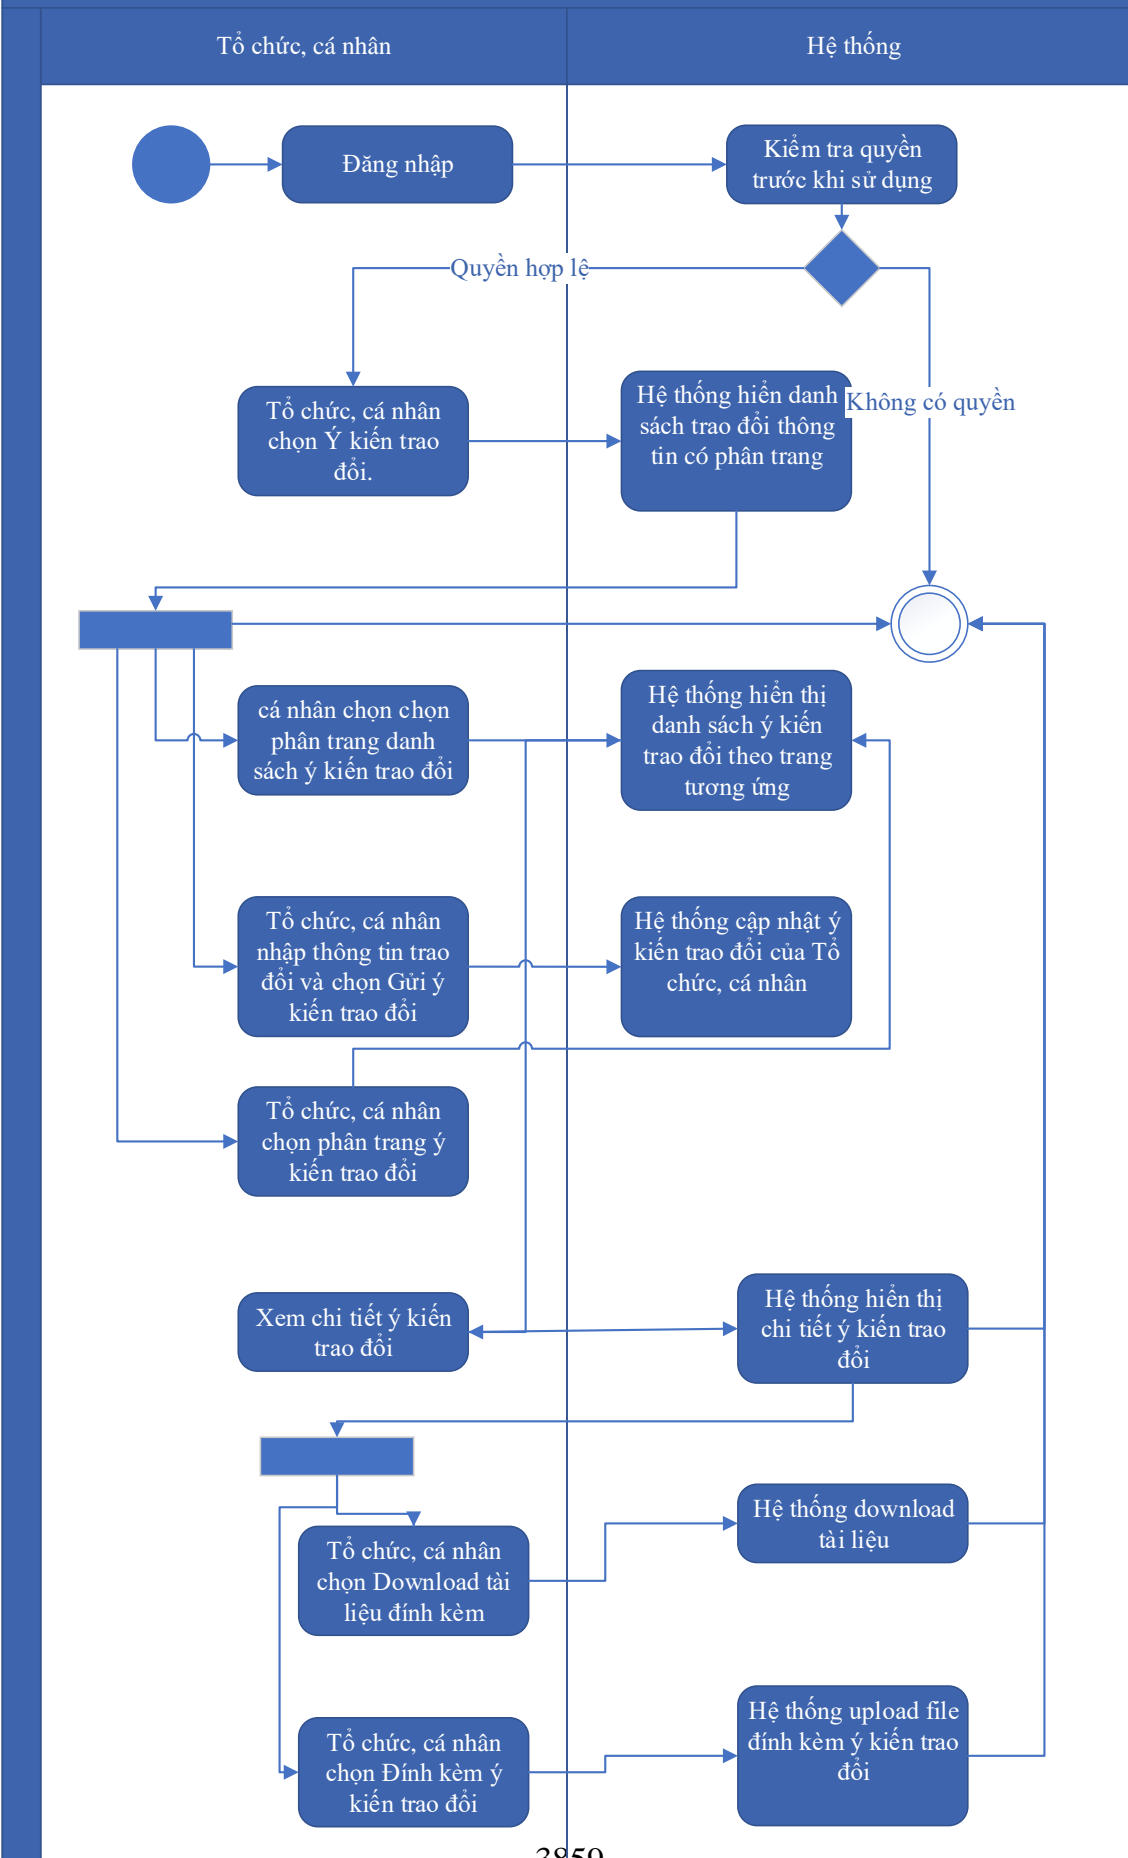 Tổ chức, cá nhân
Hệ thống
Đăng nhập
Kiểm tra quyền
trước khi sử dụng
Quyền hợp lệ
Không có quyền
Tổ chức, cá nhân
chọn Ý kiến trao
đổi.
Hệ thống hiển danh
sách trao đổi thông
tin có phân trang
cá nhân chọn chọn
phân trang danh
sách ý kiến trao đổi
Hệ thống hiển thị
danh sách ý kiến
trao đổi theo trang
tương ứng
Tổ chức, cá nhân
nhập thông tin trao
đổi và chọn Gửi ý
kiến trao đổi
Hệ thống cập nhật ý
kiến trao đổi của Tổ
chức, cá nhân
Tổ chức, cá nhân
chọn phân trang ý
kiến trao đổi
Xem chi tiết ý kiến
trao đổi
Hệ thống hiển thị
chi tiết ý kiến trao
đổi
Tổ chức, cá nhân
chọn Download tài
liệu đính kèm
Hệ thống download
tài liệu
Tổ chức, cá nhân
chọn Đính kèm ý
kiến trao đổi
Hệ thống upload file
đính kèm ý kiến trao
đổi